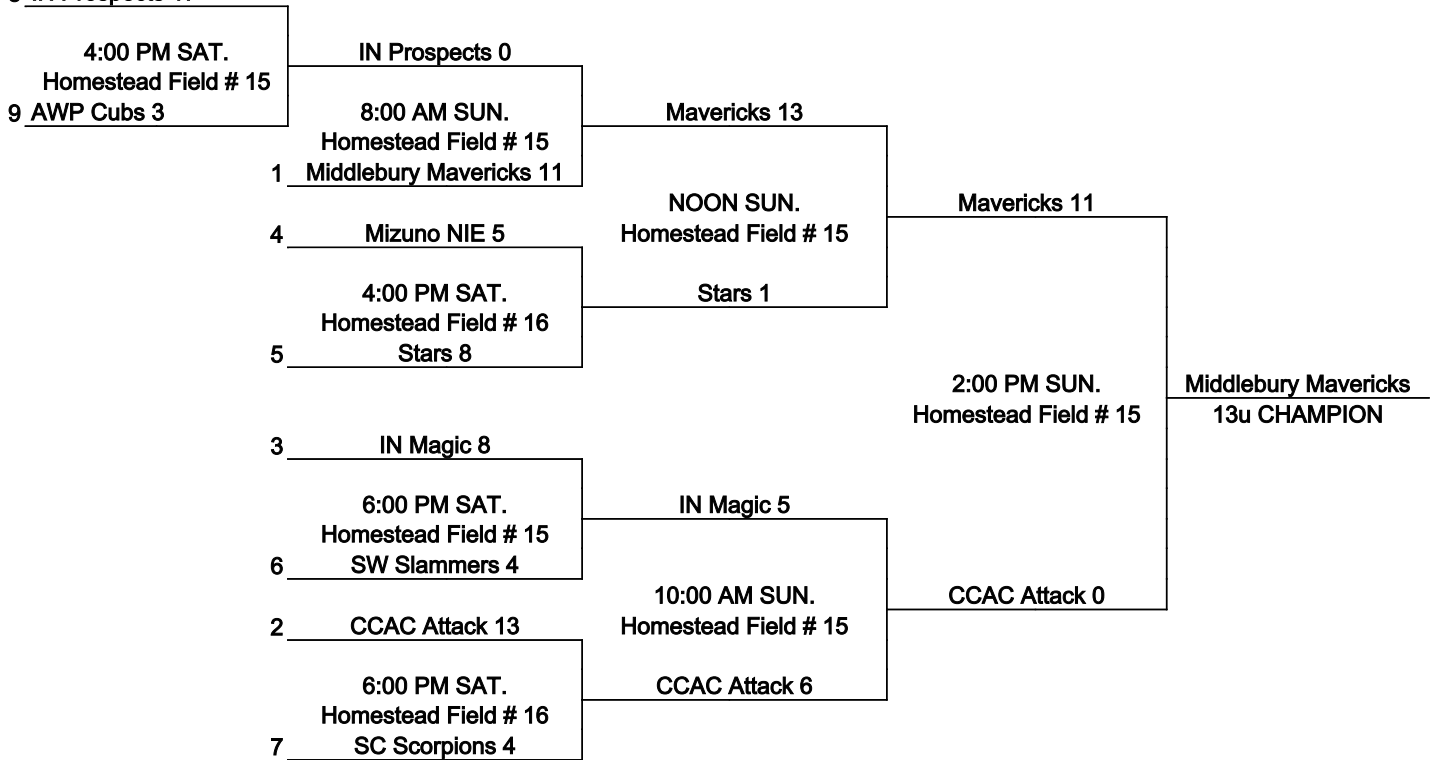 4:00 PM SAT.
Homestead Field # 15
9 AWP Cubs 3
IN Prospects 0
8:00 AM SUN.
Homestead Field # 15
1 Middlebury Mavericks 11
Mavericks 13
4 Mizuno NIE 5
4:00 PM SAT.
Homestead Field # 16
5 Stars 8
NOON SUN.
Homestead Field # 15
Stars 1
Mavericks 11
3 IN Magic 8
6:00 PM SAT.
Homestead Field # 15
6 SW Slammers 4
IN Magic 5
2 CCAC Attack 13
6:00 PM SAT.
Homestead Field # 16
7 SC Scorpions 4
10:00 AM SUN.
Homestead Field # 15
CCAC Attack 6
CCAC Attack 0
2:00 PM SUN.
Homestead Field # 15
Middlebury Mavericks
13u CHAMPION